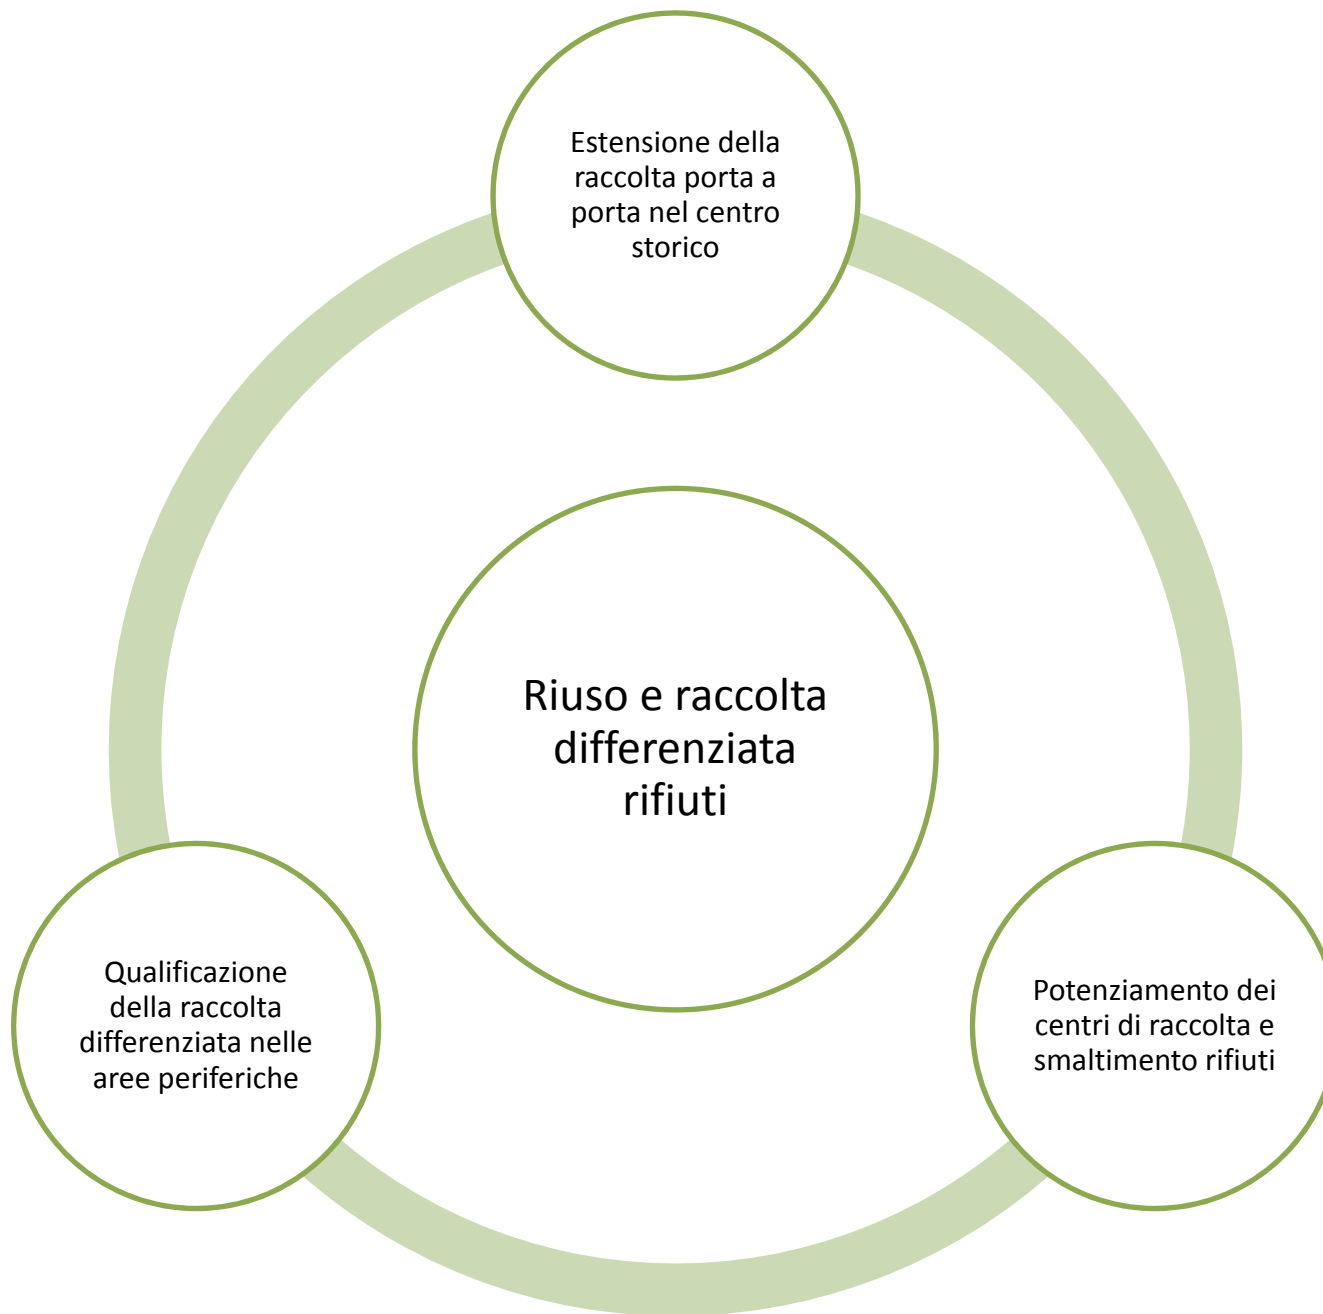 Estensione della
raccolta porta a
porta nel centro
storico
Riuso e raccolta
differenziata
rifiuti
Qualificazione
della raccolta
differenziata nelle
aree periferiche
Potenziamento dei
centri di raccolta e
smaltimento rifiuti